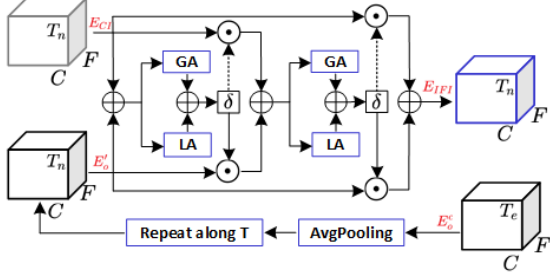 T_n
C
F
E_{CI}
GA
δ
LA
GA
δ
LA
E_{IFI}
T_n
C
F
T_n
C
F
E'_o
Repeat along T
AvgPooling
E^c_o
T_e
C
F